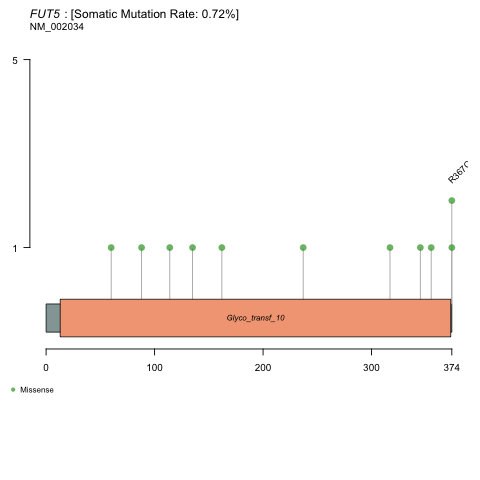 FUT5 : [Somatic Mutation Rate: 0.72%]
NM_002034
5
R367C
1
Glyco_transf_10
0 100 200 300 374
Missense